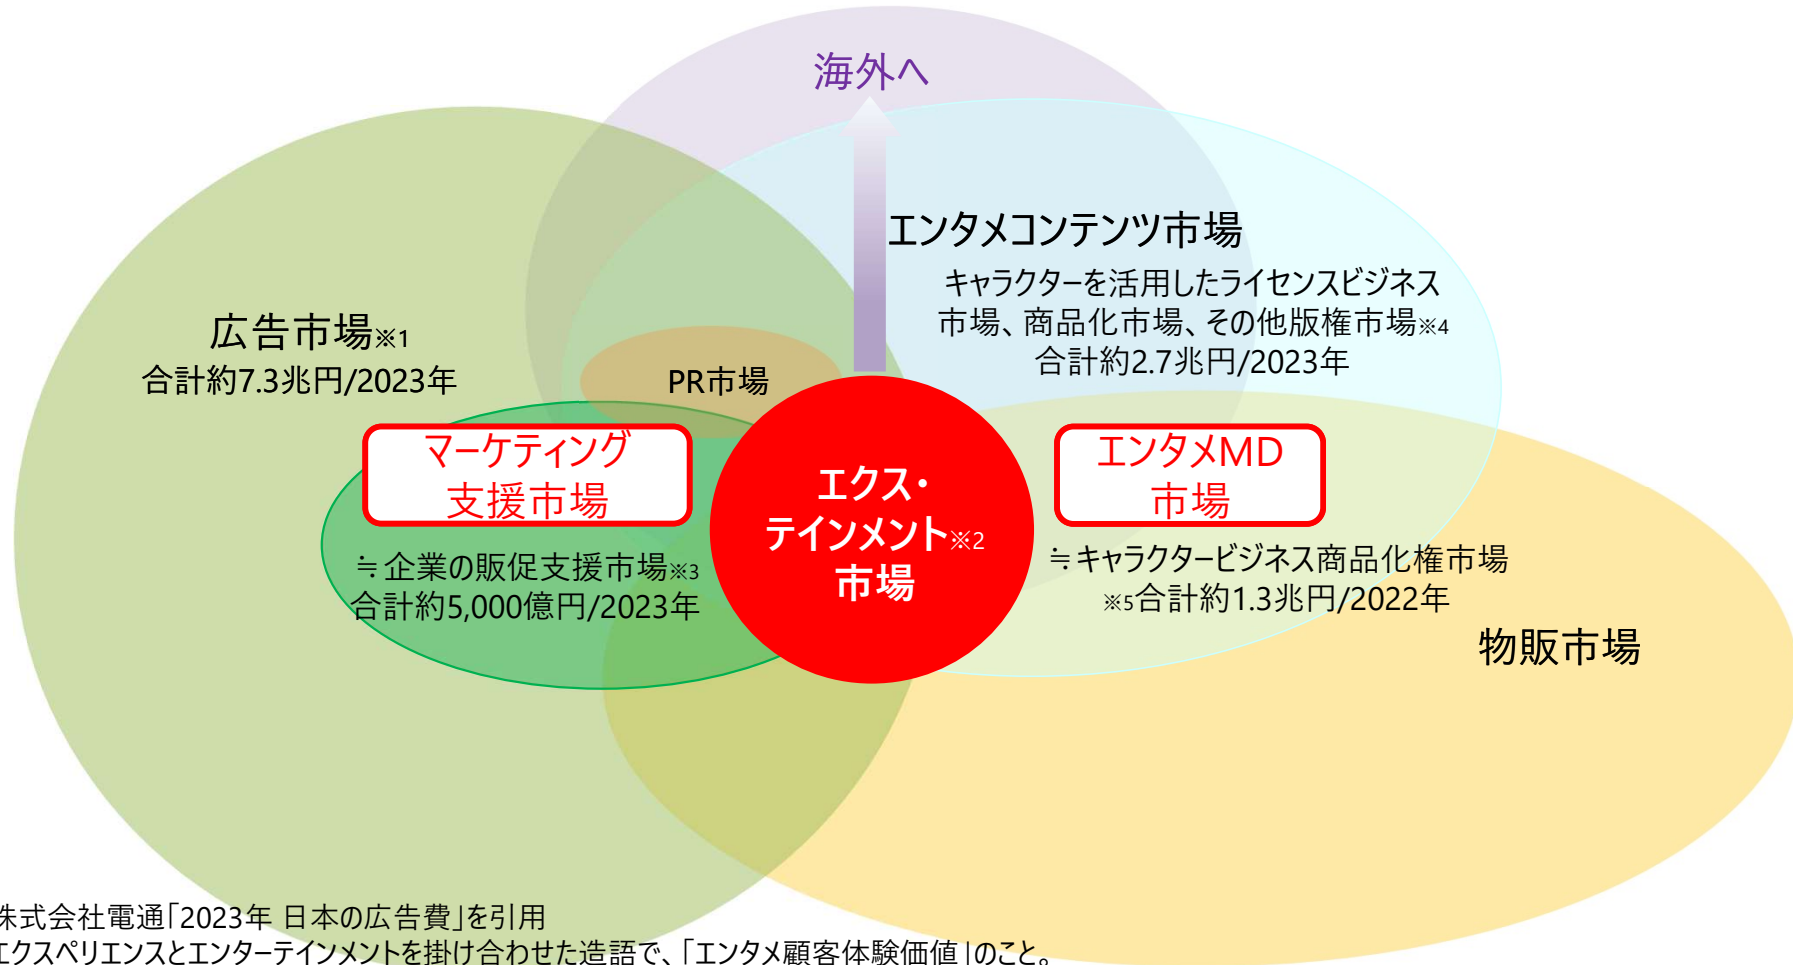 海外へ
エンタメコンテンツ市場
キャラクターを活用したライセンスビジネス
市場、商品化市場、その他版権市場※4
合計約2.7兆円/2023年
広告市場※1
合計約7.3兆円/2023年
PR市場
マーケティング
支援市場
≒企業の販促支援市場※3
合計約5,000億円/2023年
エクス・
テインメント※2
市場
エンタメMD
市場
≒キャラクタービジネス商品化権市場
※5合計約1.3兆円/2022年
物販市場
株式会社電通「2023年 日本の広告費」を引用
エクスペリエンスとエンターテインメントを掛け合わせた造語で、「エンタメ顧客体験価値」のこと。